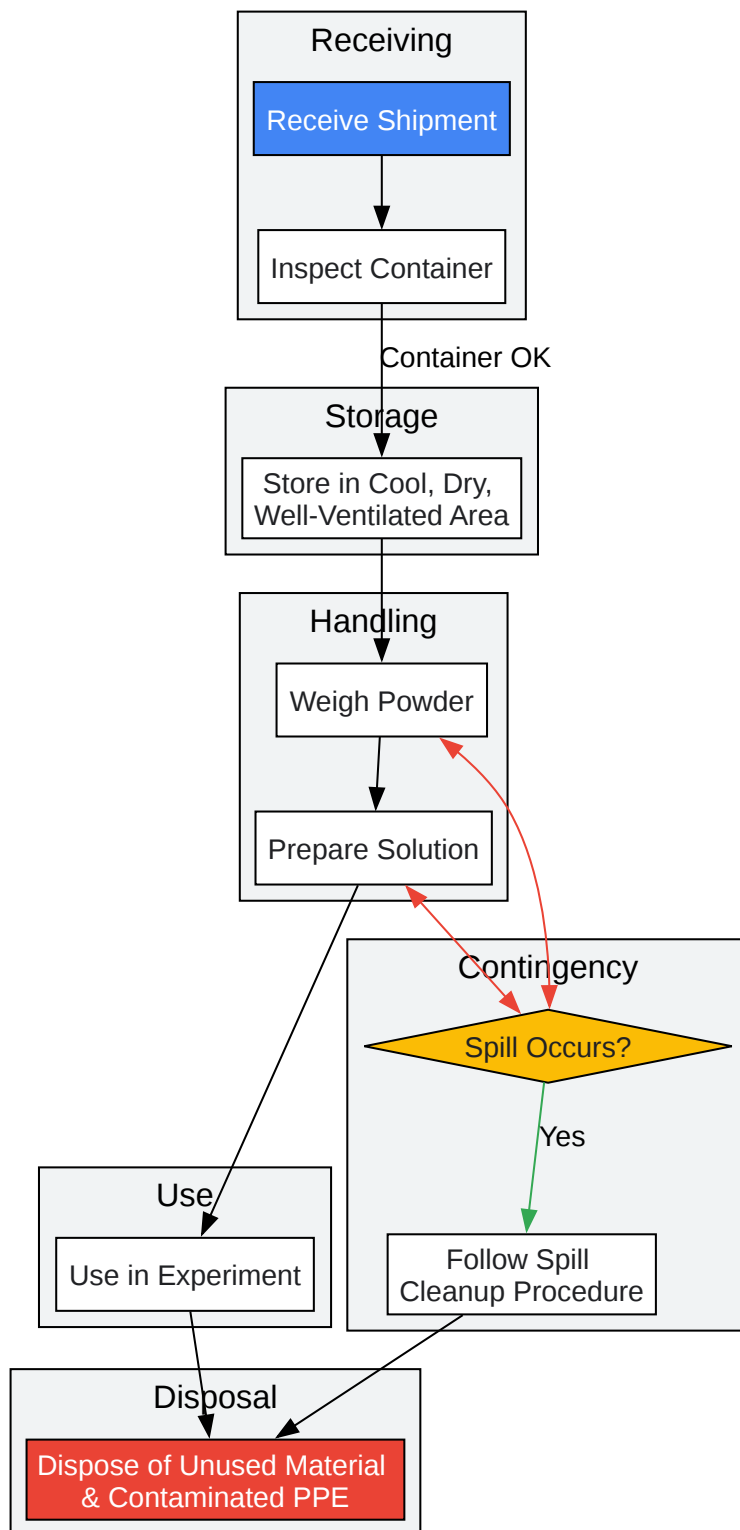 Receiving
Receive Shipment
Inspect Container
Container OK
Storage
Store in Cool, Dry,
Well-Ventilated Area
Handling
Weigh Powder
Prepare Solution
Contingency
Spill Occurs?
Yes
Use
Use in Experiment
Follow Spill
Cleanup Procedure
Disposal
Dispose of Unused Material
& Contaminated PPE